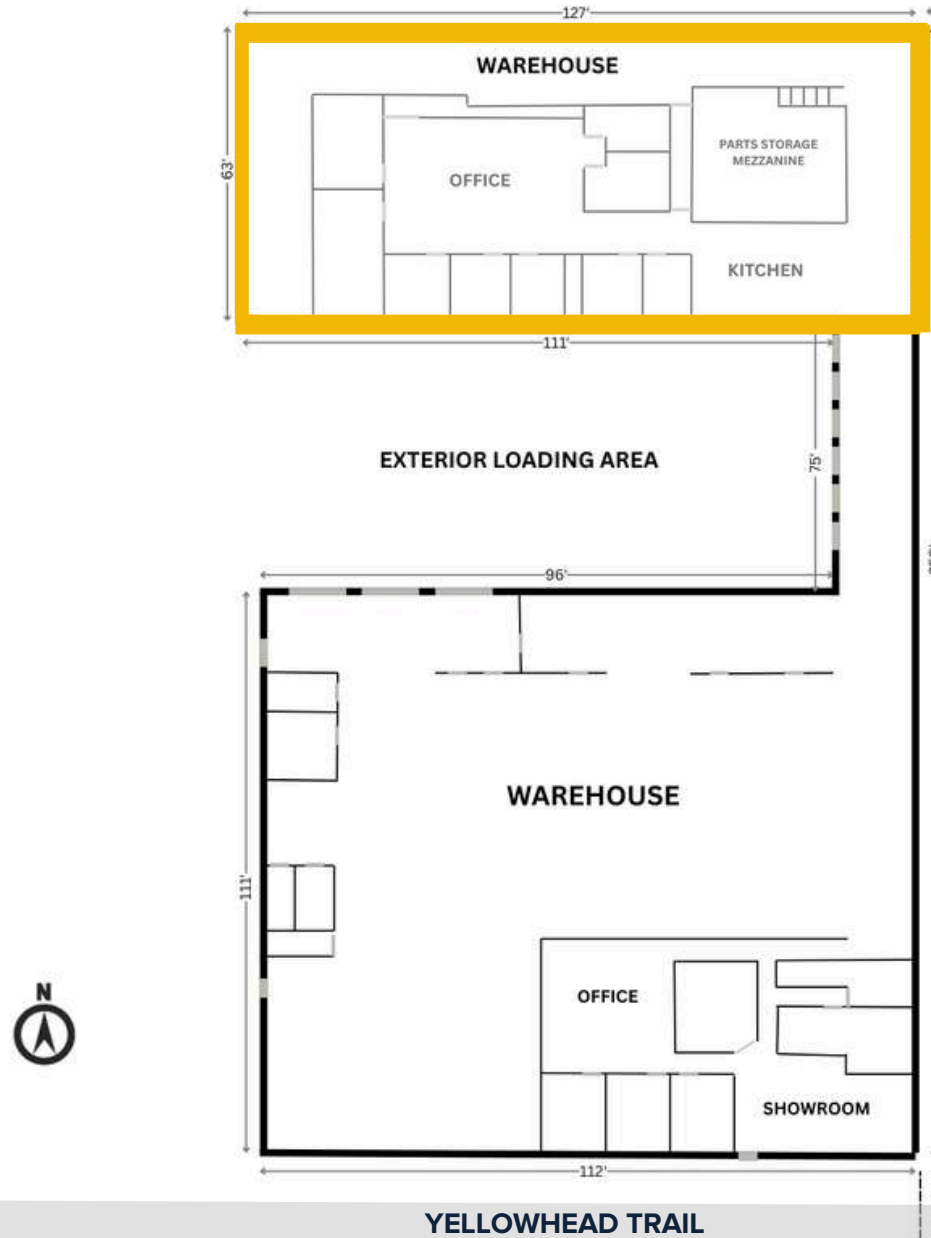 127'
WAREHOUSE
PARTS STORAGE
MEZZANINE
OFFICE
63'
KITCHEN
111'
EXTERIOR LOADING AREA
75'
96'
WAREHOUSE
111'
N
OFFICE
SHOWROOM
112'
YELLOWHEAD TRAIL